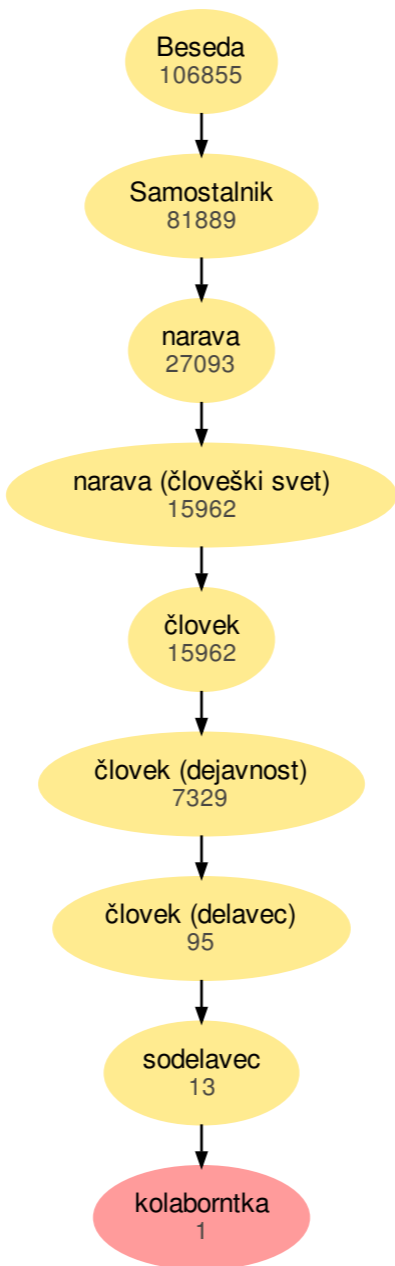 Beseda
106855
Samostalnik
81889
narava
27093
narava (človeški svet)
15962
človek
15962
človek (dejavnost)
7329
človek (delavec)
95
sodelavec
13
kolaborntka
1